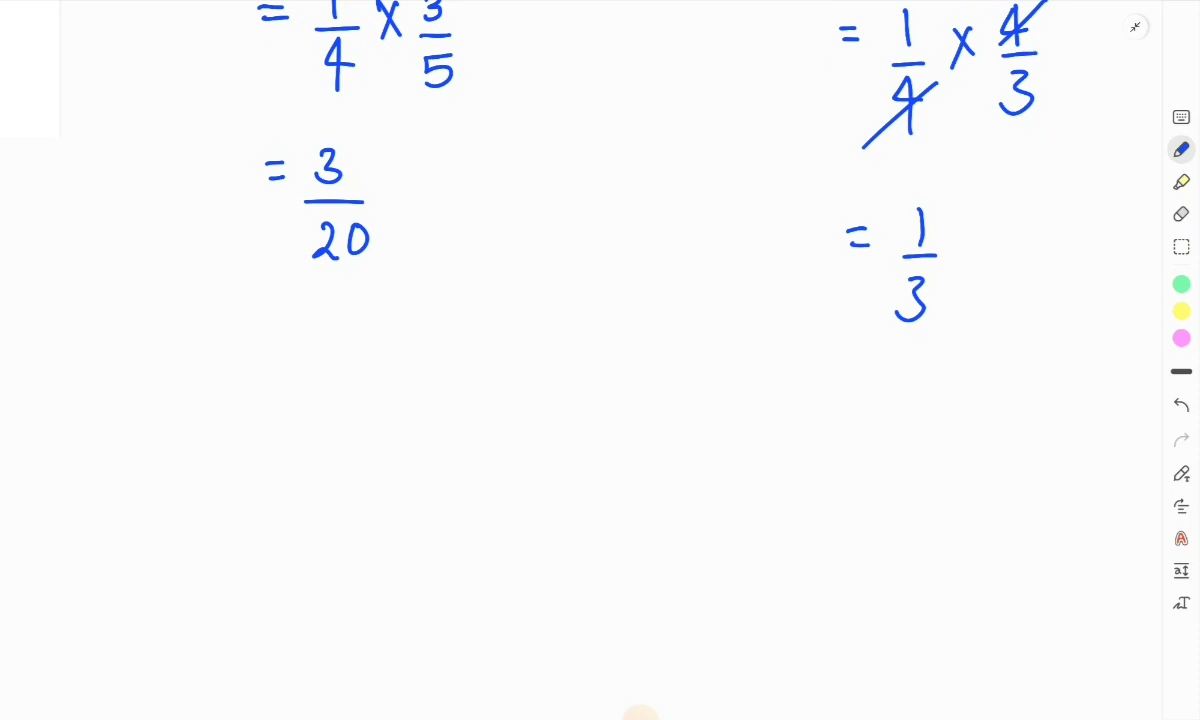 = 1/4 × 3/5
= 3/20
= 1/4 × 4/3
= 1/3